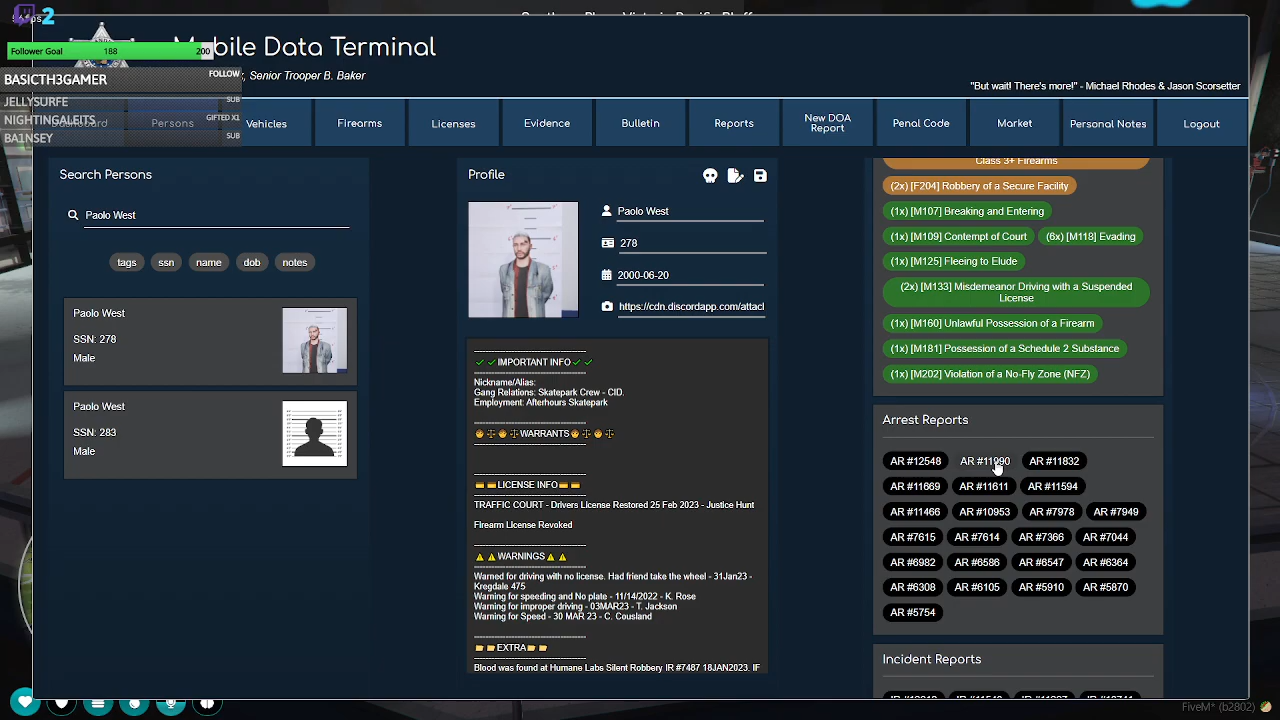 2
Follower Goal 188 200
BASICTH3GAMER FOLLOW
JELLYSURFE SUB
NIGHTINGALEITS GIFTED X1
BA1NSEY SUB
Mobile Data Terminal
, Senior Trooper B. Baker
"But wait! There's more!" - Michael Rhodes & Jason Scorsetter
Persons
Vehicles
Firearms
Licenses
Evidence
Bulletin
Reports
New DOA
Report
Penal Code
Market
Personal Notes
Logout
Search Persons
Paolo West
tags ssn name dob notes
Paolo West
SSN: 278
Male
Paolo West
SSN: 283
Male
Profile
Paolo West
278
2000-06-20
https://cdn.discordapp.com/attacl
IMPORTANT INFO
Nickname/Alias:
Gang Relations: Skatepark Crew - CID.
Employment: Afterhours Skatepark
WARRANTS
LICENSE INFO
TRAFFIC COURT - Drivers LIcense Restored 25 Feb 2023 - Justice Hunt
FIrearm LIcense Revoked
WARNINGS
Warned for driving with no license. Had friend take the wheel - 31Jan23 -
Kregdale 475
Warning for speeding and No plate - 11/14/2022 - K. Rose
Warning for improper driving - 03MAR23 - T. Jackson
Warning for Speed - 30 MAR 23 - C. Cousland
EXTRA
Blood was found at Humane Labs Silent Robbery IR #7487 18JAN2023. IF
Class 3+ Firearms
(2x) [F204) Robbery of a Secure Facility
(1x) [M107] Breaking and Entering
(1x) [M109] Contempt of Court (6x) [M118] Evading
(1x) [M125] Fleeing to Elude
(2x) [M133] Misdemeanor Driving with a Suspended
License
(1x) [M160] Unlawful Possession of a Firearm
(1x) [M181] Possession of a Schedule 2 Substance
(1x) [M202] Violation of a No-Fly Zone (NFZ)
Arrest Reports
AR #12548 AR #11990 AR #11832
AR #11669 AR #11611 AR #11594
AR #11466 AR #10953 AR #7978 AR #7949
AR #7615 AR #7614 AR #7366 AR #7044
AR #6982 AR #6586 AR #6547 AR #6364
AR #6308 AR #6105 AR #5910 AR #5870
AR #5754
Incident Reports
FiveM* (b2802)